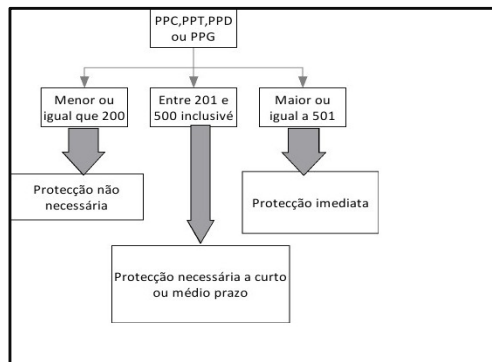 PPC,PPT,PPD
ou PPG
Menor ou
igual que 200
Entre 201 e
500 inclusivé
Maior ou
igual a 501
Protecção não
necessária
Protecção imediata
Protecção necessária a curto
ou médio prazo